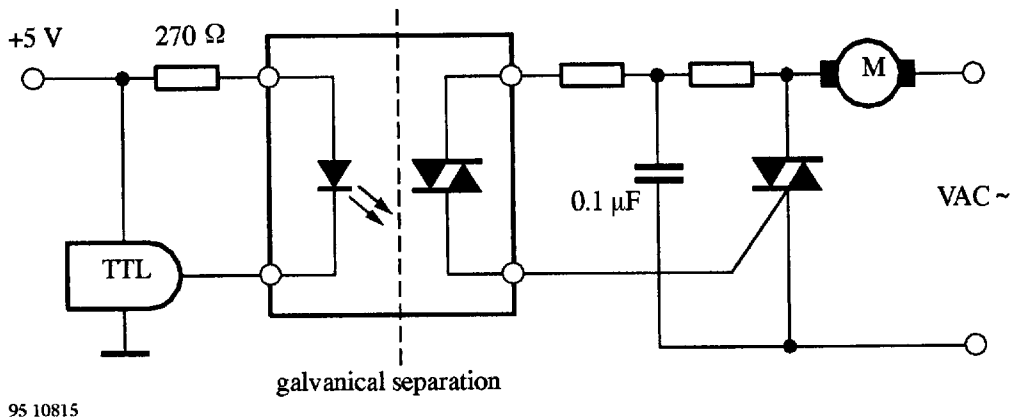 +5 V
270 Ω
M
0.1 µF
VAC ~
TTL
galvanical separation
95 10815